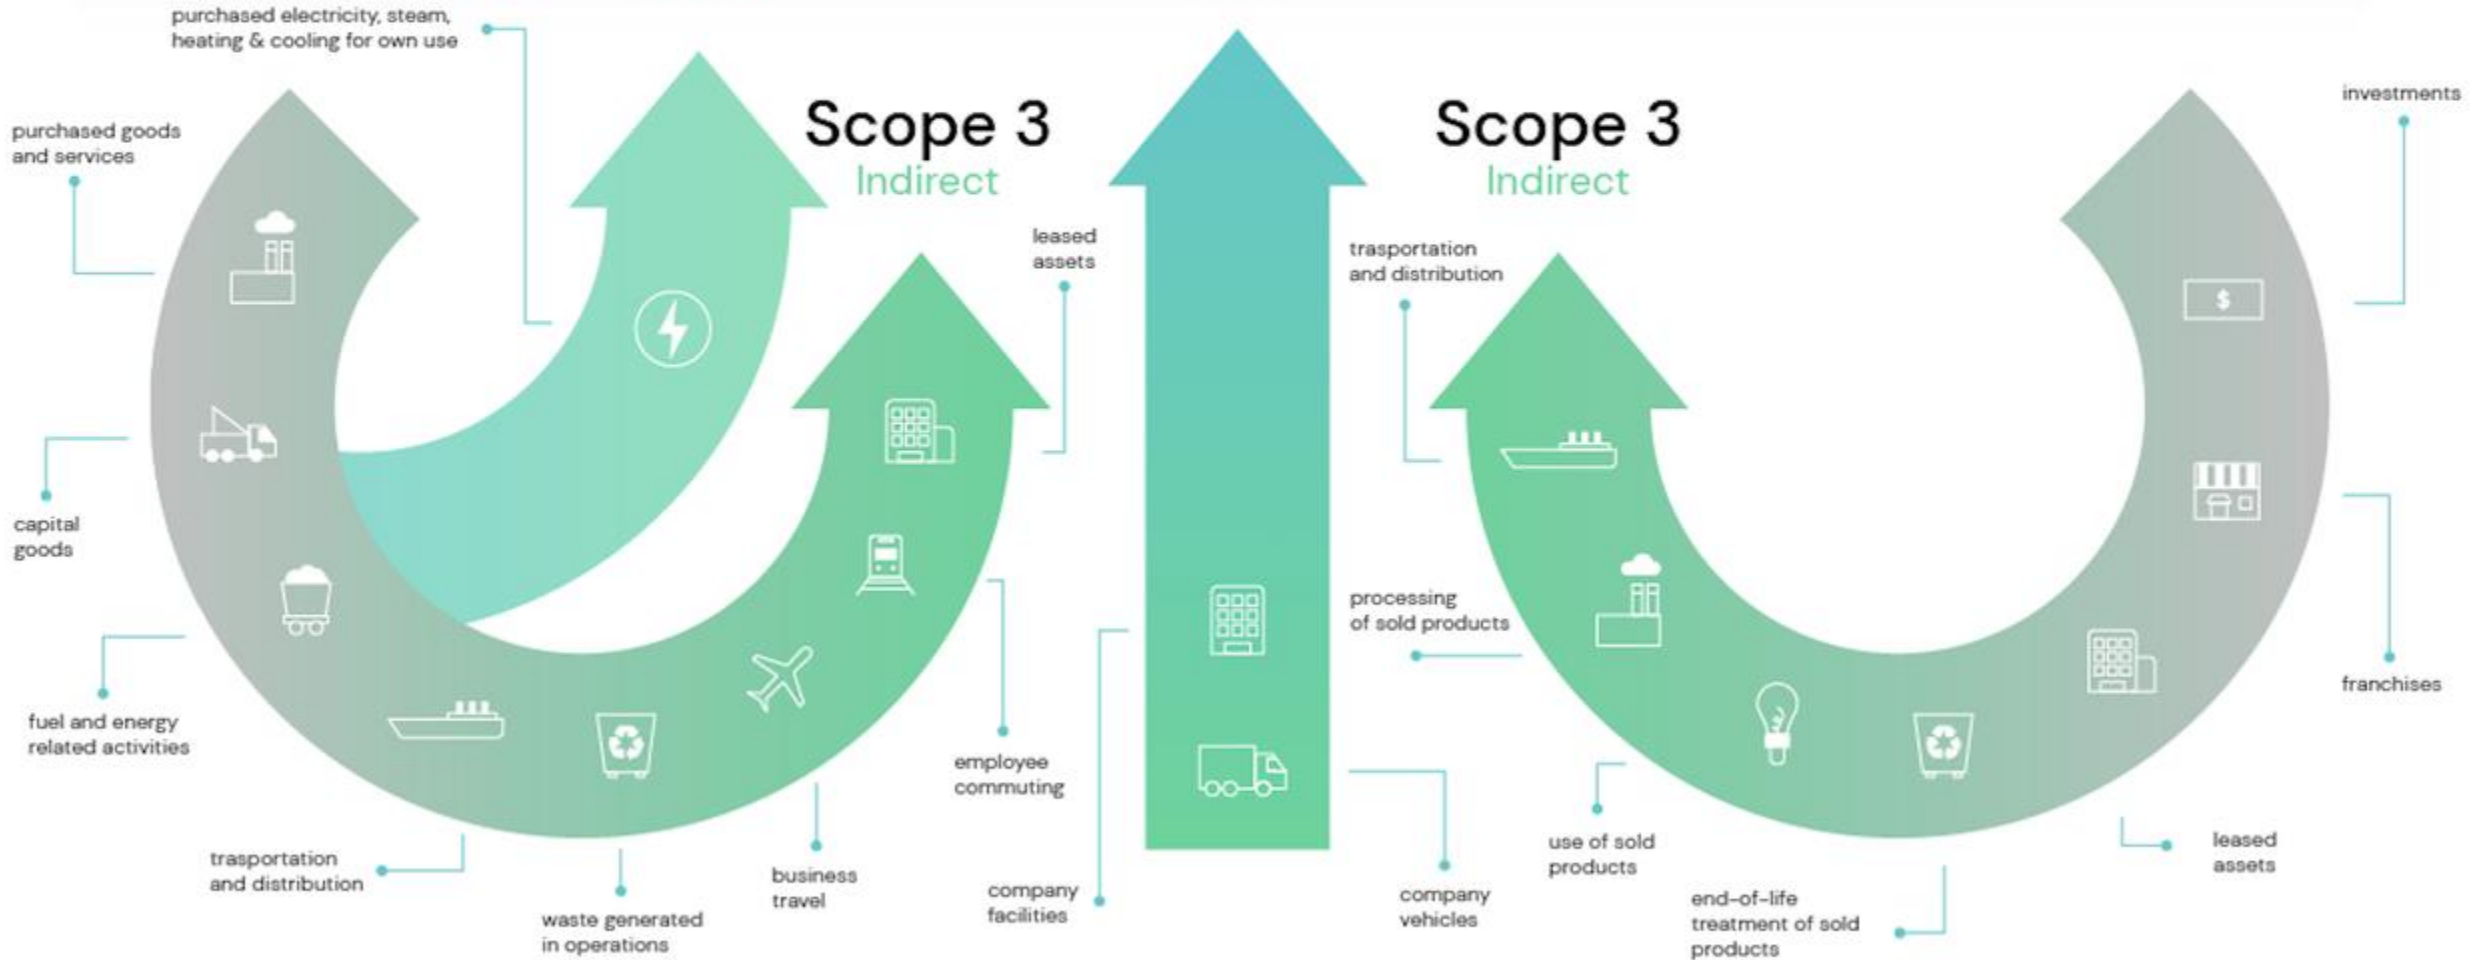 purchased electricity, steam,
heating & cooling for own use
purchased goods
and services
capital
goods
fuel and energy
related activities
trasportation
and distribution
waste generated
in operations
business
travel
employee
commuting
leased
assets
Scope 3
Indirect
company
facilities
company
vehicles
Scope 3
Indirect
trasportation
and distribution
processing
of sold products
use of sold
products
end-of-life
treatment of sold
products
leased
assets
franchises
investments
$